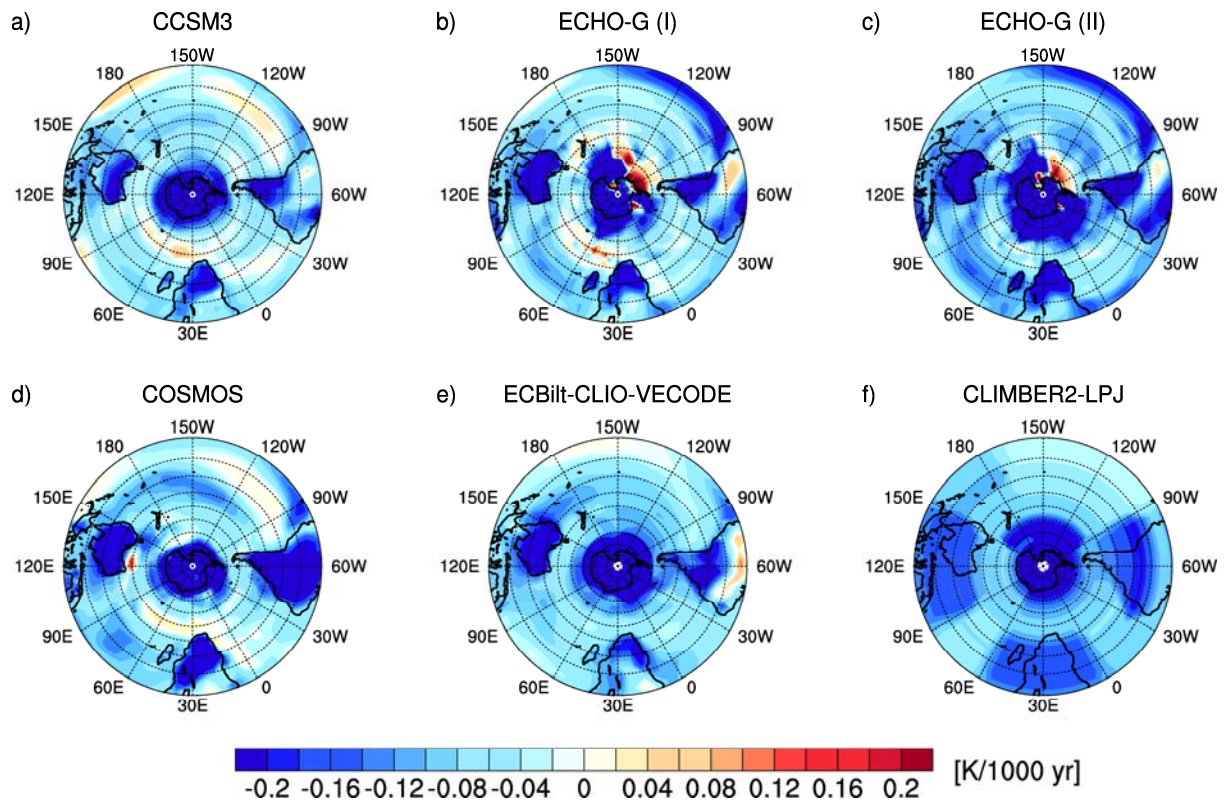 a) CCSM3 b) ECHO-G (I) c) ECHO-G (II)
150W 150W 150W
180 120W 180 120W 180 120W
150E 90W 150E 90W 150E 90W
120E 60W 120E 60W 120E 60W
90E 30W 90E 30W 90E 30W
60E 0 60E 0 60E 0
30E 30E 30E
d) COSMOS e) ECBilt-CLIO-VECODE f) CLIMBER2-LPJ
150W 150W 150W
180 120W 180 120W 180 120W
150E 90W 150E 90W 150E 90W
120E 60W 120E 60W 120E 60W
90E 30W 90E 30W 90E 30W
60E 0 60E 0 60E 0
30E 30E 30E
-0.2 -0.16 -0.12 -0.08 -0.04 0 0.04 0.08 0.12 0.16 0.2 [K/1000 yr]